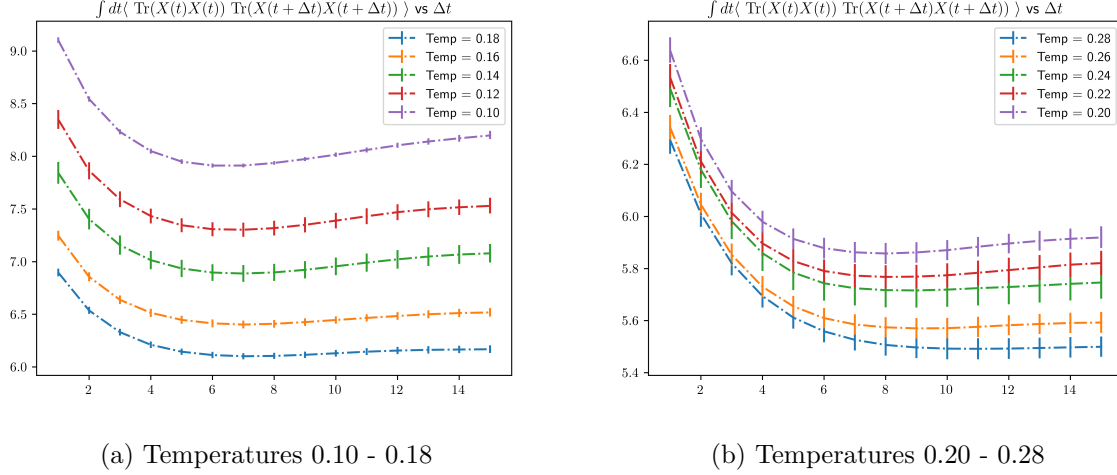 ∫ dt⟨ Tr(X(t)X(t)) Tr(X(t + Δt)X(t + Δt)) ⟩ vs Δt
Temp = 0.18
Temp = 0.16
Temp = 0.14
Temp = 0.12
Temp = 0.10
9.0
8.5
8.0
7.5
7.0
6.5
6.0
2 4 6 8 10 12 14
(a) Temperatures 0.10 - 0.18
∫ dt⟨ Tr(X(t)X(t)) Tr(X(t + Δt)X(t + Δt)) ⟩ vs Δt
Temp = 0.28
Temp = 0.26
Temp = 0.24
Temp = 0.22
Temp = 0.20
6.6
6.4
6.2
6.0
5.8
5.6
5.4
2 4 6 8 10 12 14
(b) Temperatures 0.20 - 0.28